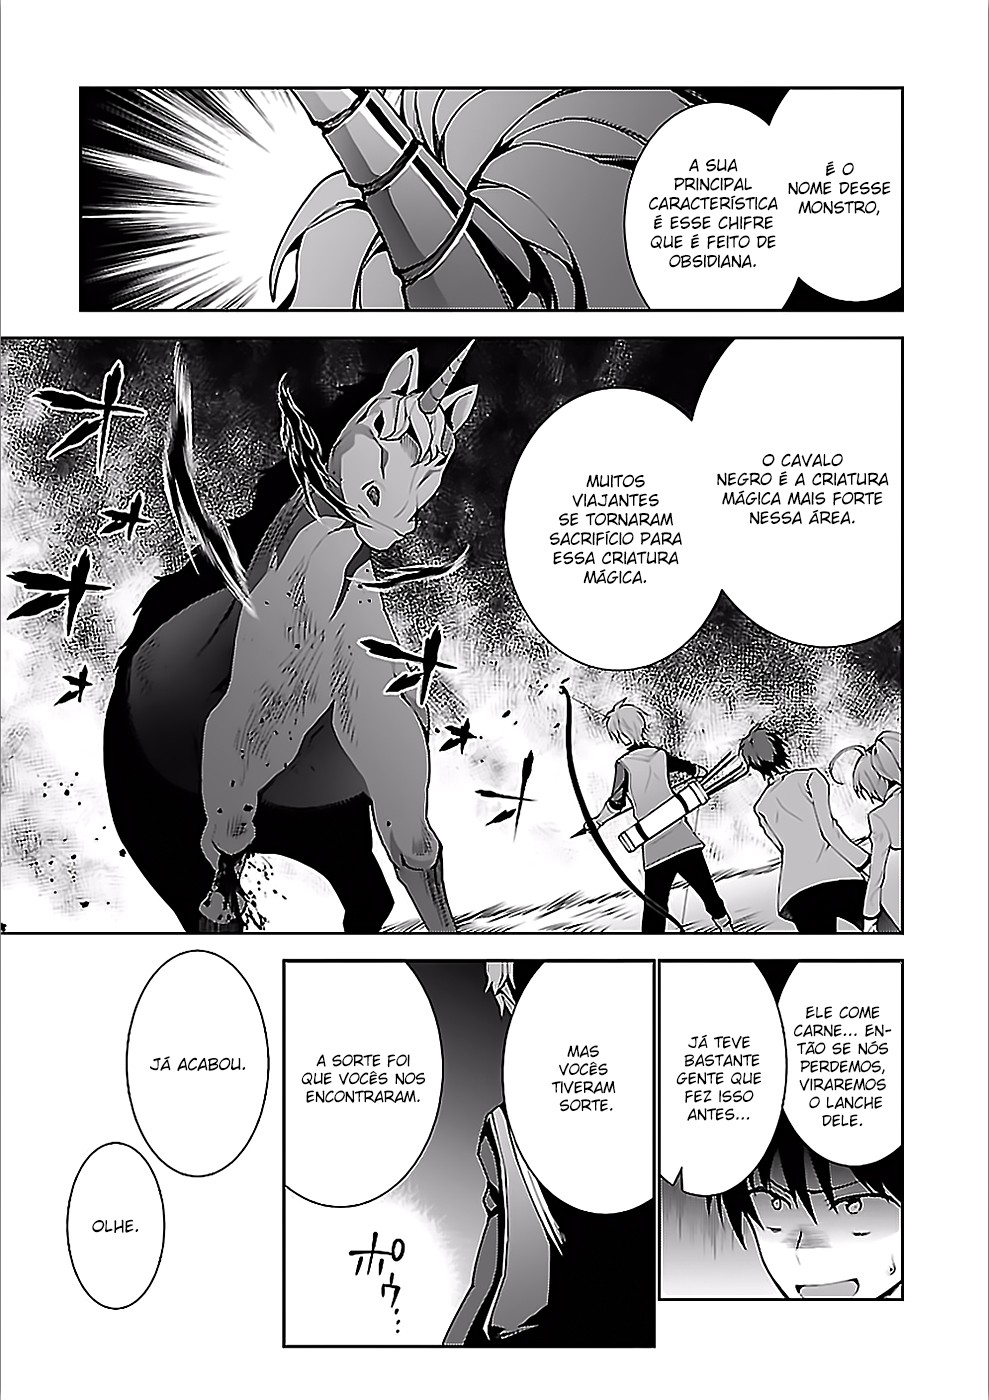 É O
NOME DESSE
MONSTRO,
A SUA
PRINCIPAL
CARACTERÍSTICA
É ESSE CHIFRE
QUE É FEITO DE
OBSIDIANA.
O CAVALO
NEGRO É A CRIATURA
MÁGICA MAIS FORTE
NESSA ÁREA.
MUITOS
VIAJANTES
SE TORNARAM
SACRIFÍCIO PARA
ESSA CRIATURA
MÁGICA.
ELE COME
CARNE... EN-
TÃO SE NÓS
PERDEMOS,
VIRAREMOS
O LANCHE
DELE.
JÁ TEVE
BASTANTE
GENTE QUE
FEZ ISSO
ANTES...
MAS
VOCÊS
TIVERAM
SORTE.
A SORTE FOI
QUE VOCÊS NOS
ENCONTRARAM.
ポウ…
JÁ ACABOU.
OLHE.